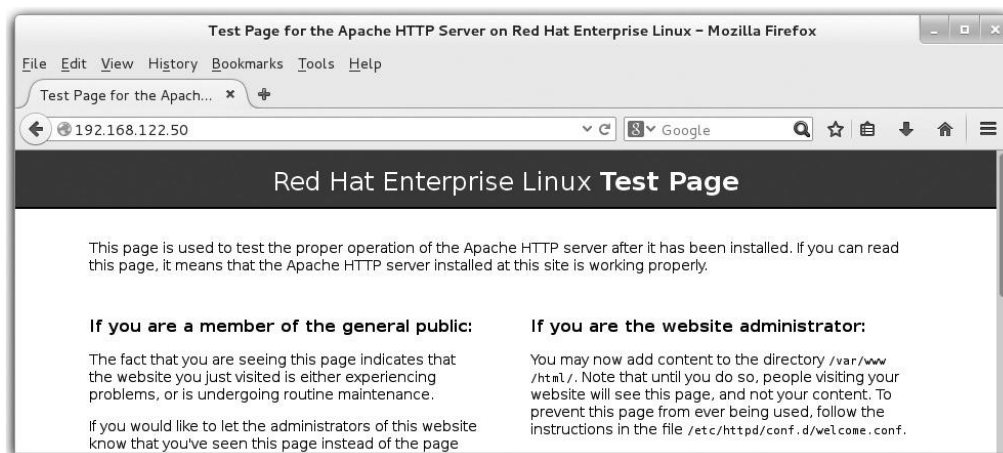 Test Page for the Apache HTTP Server on Red Hat Enterprise Linux – Mozilla Firefox
File Edit View History Bookmarks Tools Help
Test Page for the Apach...
192.168.122.50
8 Google
Red Hat Enterprise Linux Test Page
This page is used to test the proper operation of the Apache HTTP server after it has been installed. If you can read
this page, it means that the Apache HTTP server installed at this site is working properly.
If you are a member of the general public:
The fact that you are seeing this page indicates that
the website you just visited is either experiencing
problems, or is undergoing routine maintenance.
If you would like to let the administrators of this website
know that you've seen this page instead of the page
If you are the website administrator:
You may now add content to the directory /var/www
/html/. Note that until you do so, people visiting your
website will see this page, and not your content. To
prevent this page from ever being used, follow the
instructions in the file /etc/httpd/conf.d/welcome.conf.